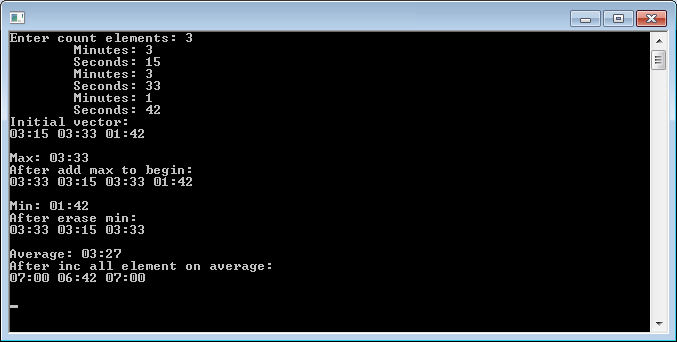 Enter count elements: 3
Minutes: 3
Seconds: 15
Minutes: 3
Seconds: 33
Minutes: 1
Seconds: 42
Initial vector:
03:15 03:33 01:42
Max: 03:33
After add max to begin:
03:33 03:15 03:33 01:42
Min: 01:42
After erase min:
03:33 03:15 03:33
Average: 03:27
After inc all element on average:
07:00 06:42 07:00